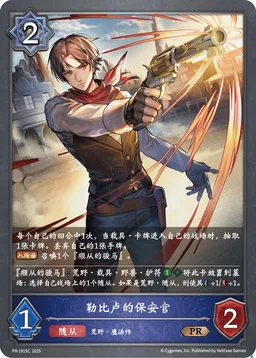 2
每个自己的回合中1次，当载具·卡牌进入自己的战场时，抽取
1张卡牌。丢弃自己的1张手牌。
入场曲 召唤1个『顺从的骏马』。
『顺从的骏马』荒野·载具·野兽·护符 1 将此卡放置到墓
场：选择自己战场上的1个随从。如果是荒野·随从，则使其+1/+1。
勒比卢的保安官
1
随从
荒野·魔法师
PR
2
PR-191SC 2025
© Cygames, Inc. Published by NetEase Games